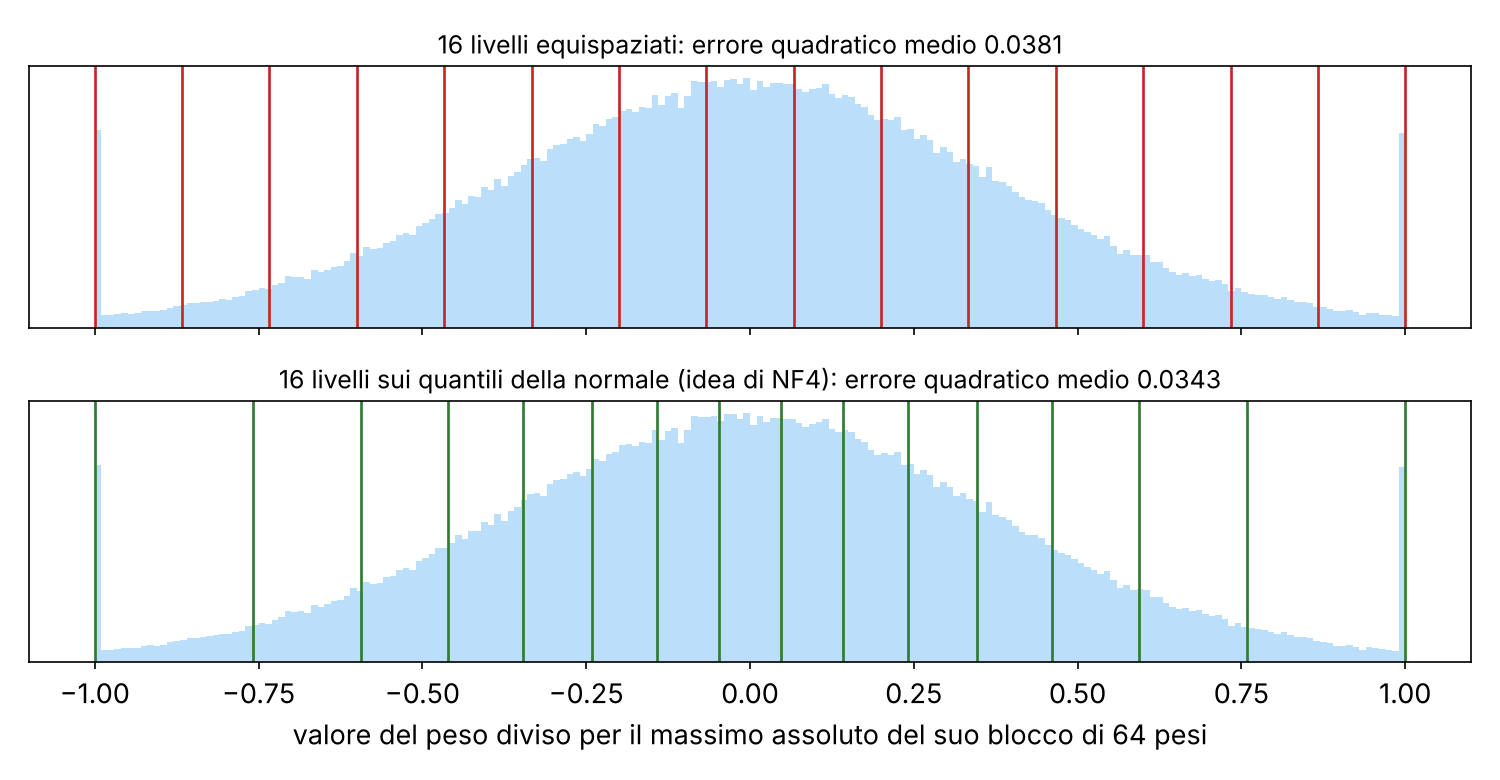 16 livelli equispaziati: errore quadratico medio 0.0381
16 livelli sui quantili della normale (idea di NF4): errore quadratico medio 0.0343
−1.00 −0.75 −0.50 −0.25 0.00 0.25 0.50 0.75 1.00
valore del peso diviso per il massimo assoluto del suo blocco di 64 pesi